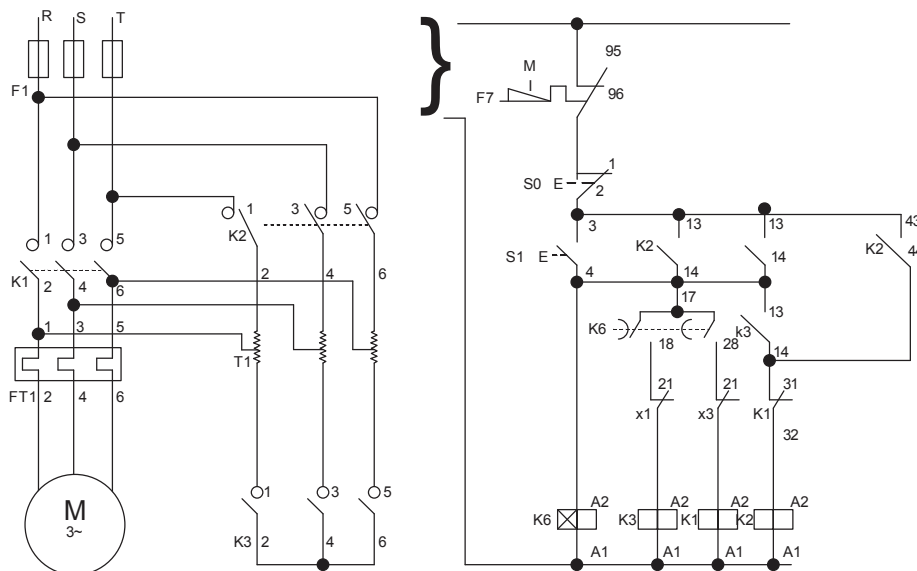 R S T
F1
1 3 5
K2
1 3 5
K1
2 4 6
2 4 6
1 3 5
T1
FT1 2 4 6
M
3~
1 3 5
K3 2 4 6
}
95
M
F7
96
1
S0 E
2
3 13 13 43
S1 E K2 14 K2 44
4 14
17 13
K6 k3
18 28 14
21 21 31
x1 x3 K1
32
A2 A2 A2 A2
K6 K3 K1 K2
A1 A1 A1 A1